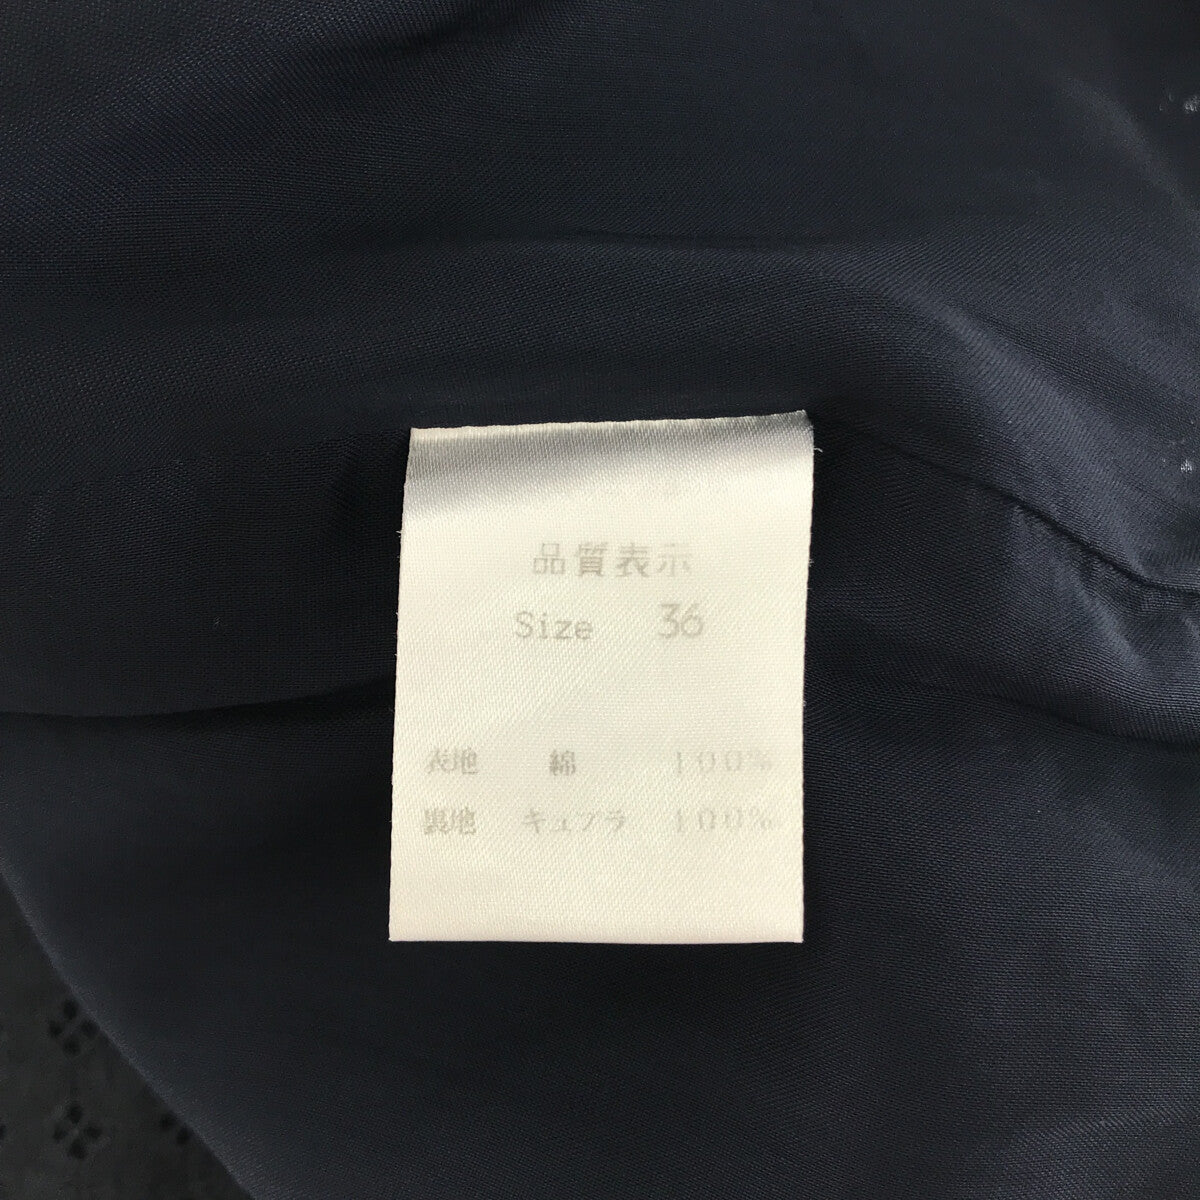 品質表示
Size 36
表地 綿 100%
裏地 キュプラ 100%